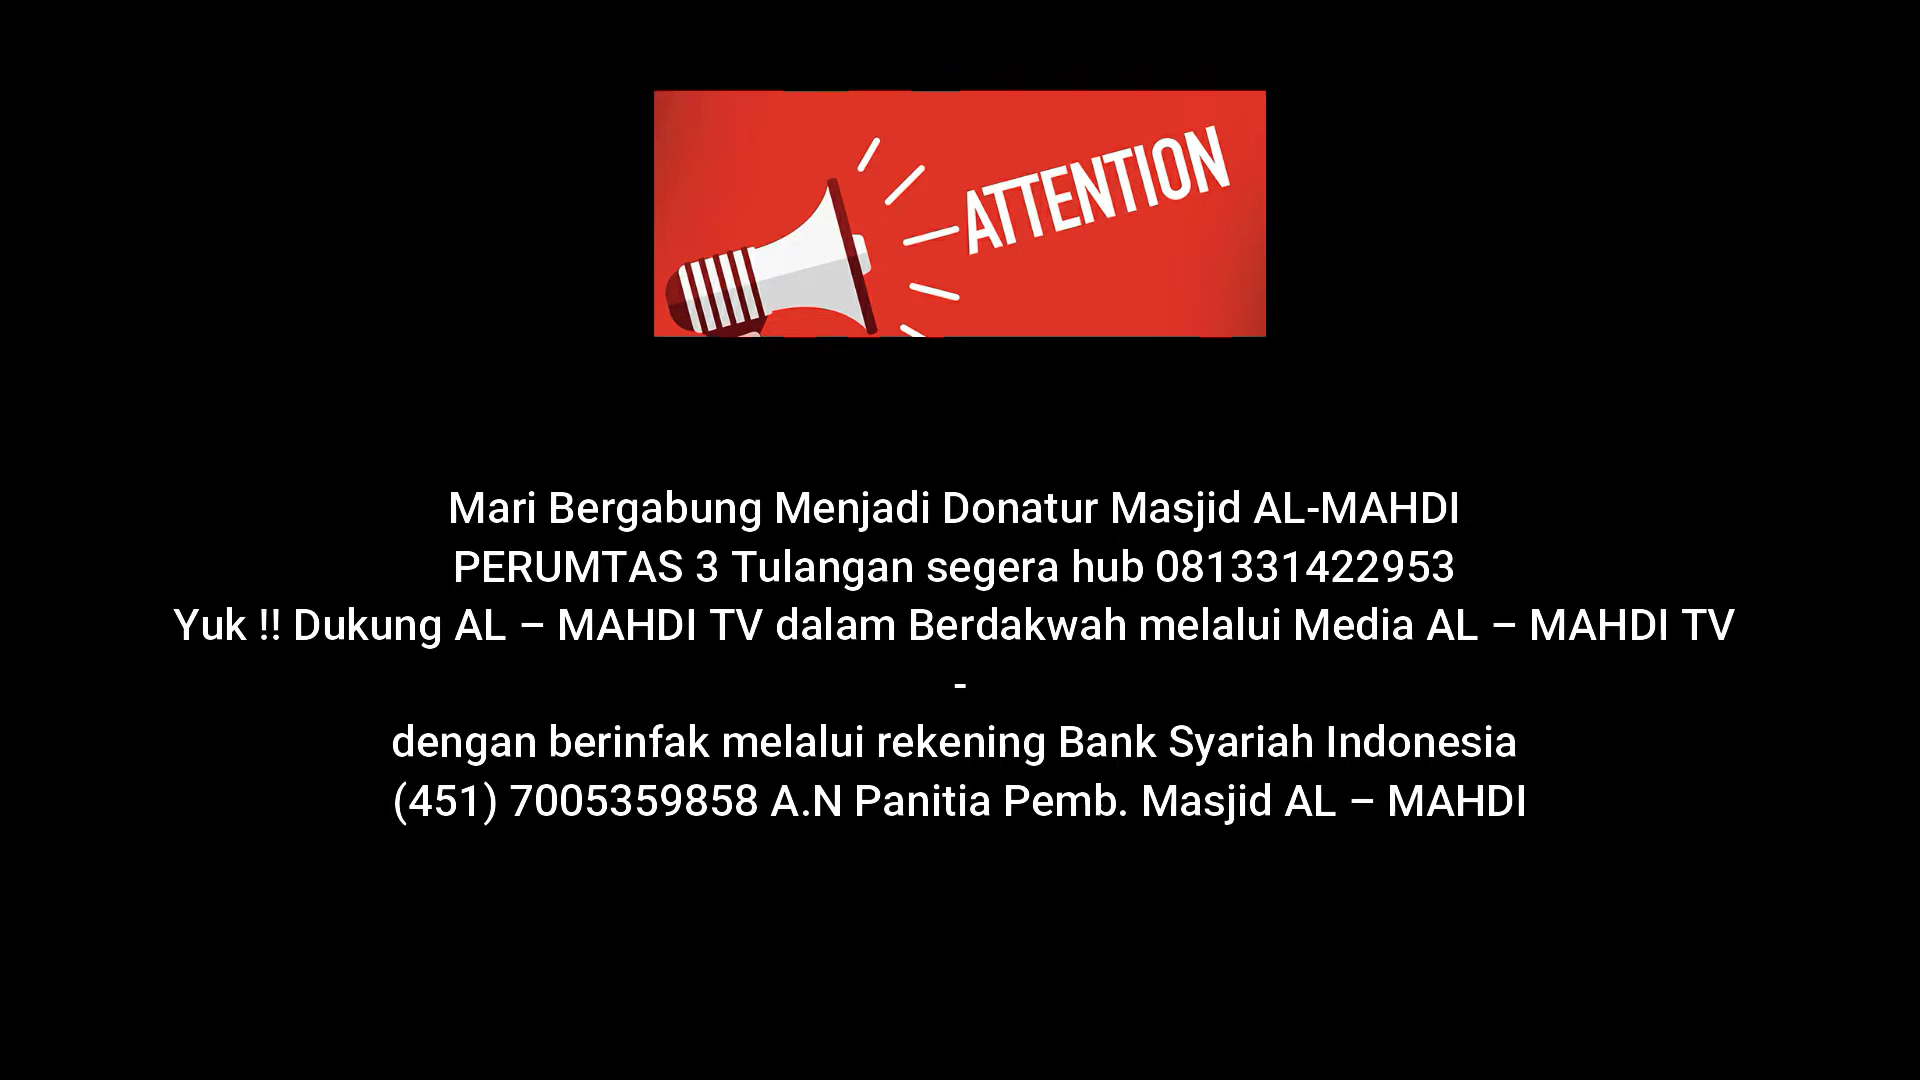 ATTENTION
Mari Bergabung Menjadi Donatur Masjid AL-MAHDI
PERUMTAS 3 Tulangan segera hub 081331422953
Yuk !! Dukung AL – MAHDI TV dalam Berdakwah melalui Media AL – MAHDI TV
-
dengan berinfak melalui rekening Bank Syariah Indonesia
(451) 7005359858 A.N Panitia Pemb. Masjid AL – MAHDI